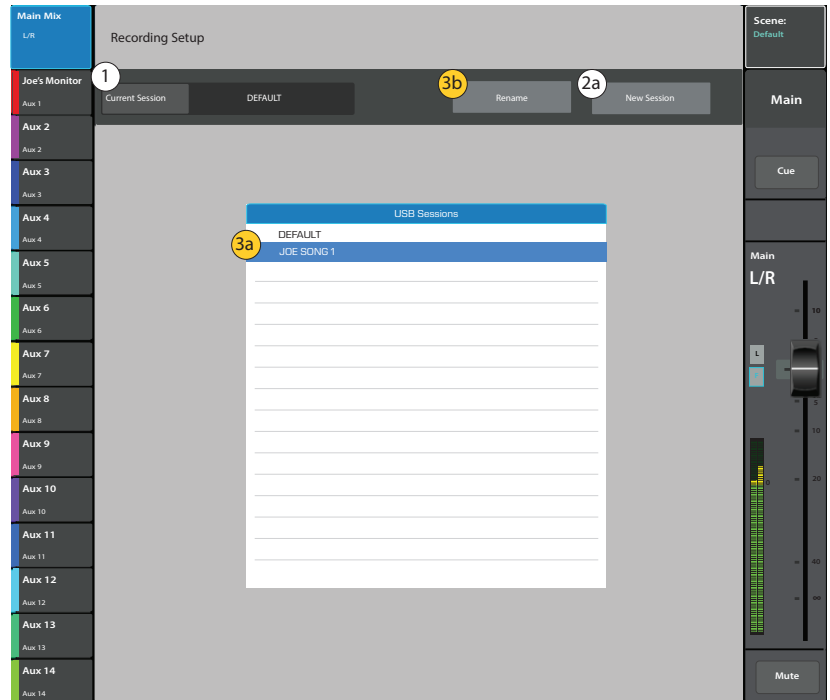 Main Mix
L/R
Recording Setup
Scene:
Default
Joe's Monitor
Aux 1
1
Current Session
DEFAULT
3b
Rename
2a
New Session
Main
Aux 2
Aux 2
Aux 3
Aux 3
Cue
Aux 4
Aux 4
USB Sessions
DEFAULT
3a
JOE SONG 1
Aux 5
Aux 5
Main
L/R
Aux 6
Aux 6
10
Aux 7
Aux 7
L
5
Aux 8
Aux 8
10
Aux 9
Aux 9
0
20
Aux 10
Aux 10
Aux 11
Aux 11
40
Aux 12
Aux 12
∞
Aux 13
Aux 13
Aux 14
Aux 14
Mute